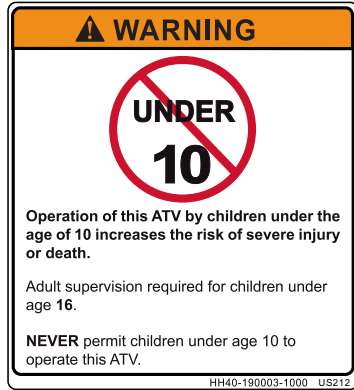 WARNING
UNDER
10
Operation of this ATV by children under the
age of 10 increases the risk of severe injury
or death.
Adult supervision required for children under
age 16.
NEVER permit children under age 10 to
operate this ATV.
HH40-190003-1000 US212